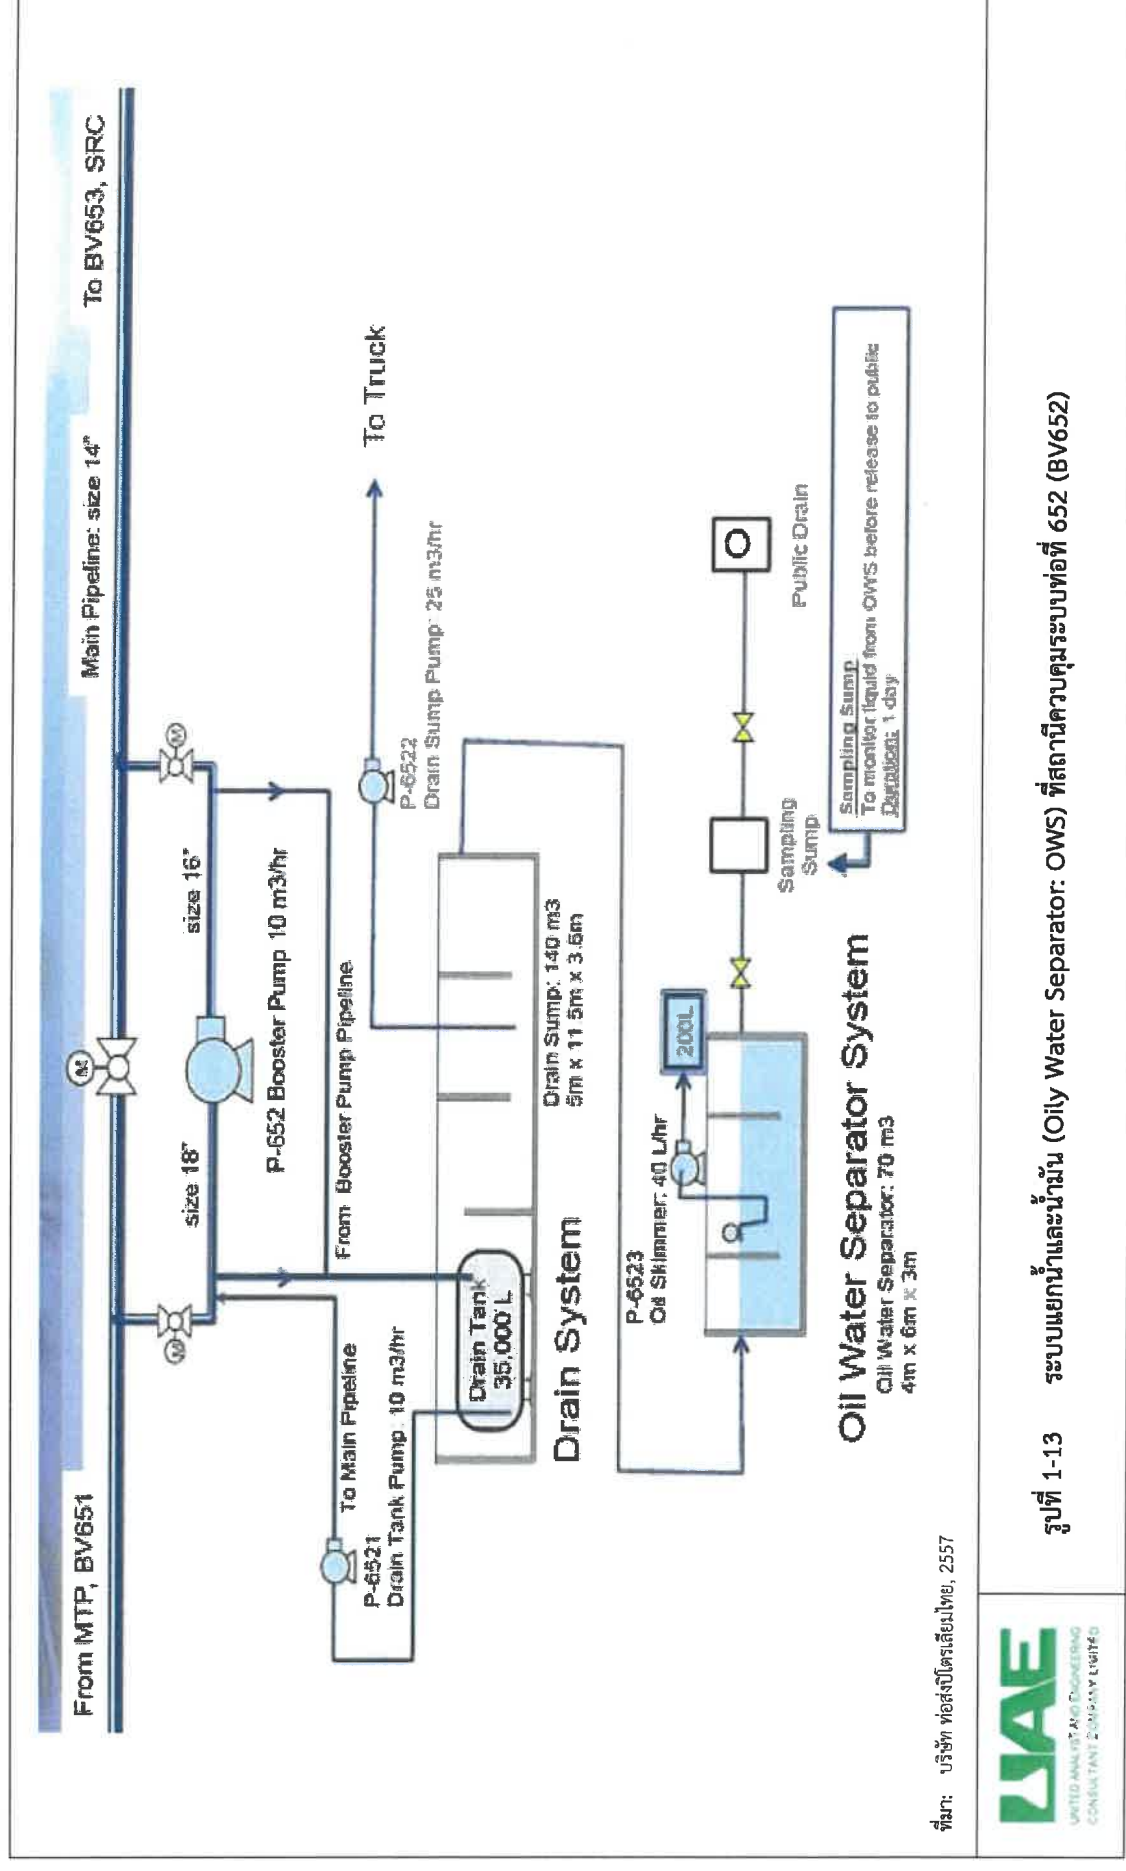 From MTP, BV651
Main Pipeline: size 14"
To BV653, SRC
M
M
M
size 18"
size 16"
P-652 Booster Pump 10 m3/hr
To Main Pipeline
From Booster Pump Pipeline
P-6521
Drain Tank Pump: 10 m3/hr
To Truck
P-6522
Drain Sump Pump: 25 m3/hr
Drain Tank
35,000 L
Drain System
Drain Sump: 140 m3
5m x 11.5m x 3.6m
P-6523
Oil Skimmer: 40 L/hr
200L
Sampling
Sump
Public Drain
Oil Water Separator System
Oil Water Separator: 70 m3
4m x 6m x 3m
Sampling Sump
To monitor liquid from OWS before release to public
Duration: 1 day
ที่มา: บริษัท ท่อส่งปิโตรเลียมไทย, 2557
UAE
UNITED ANALYST AND ENGINEERING
CONSULTANT COMPANY LIMITED
รูปที่ 1-13 ระบบแยกน้ำและน้ำมัน (Oily Water Separator: OWS) ที่สถานีควบคุมระบบท่อที่ 652 (BV652)